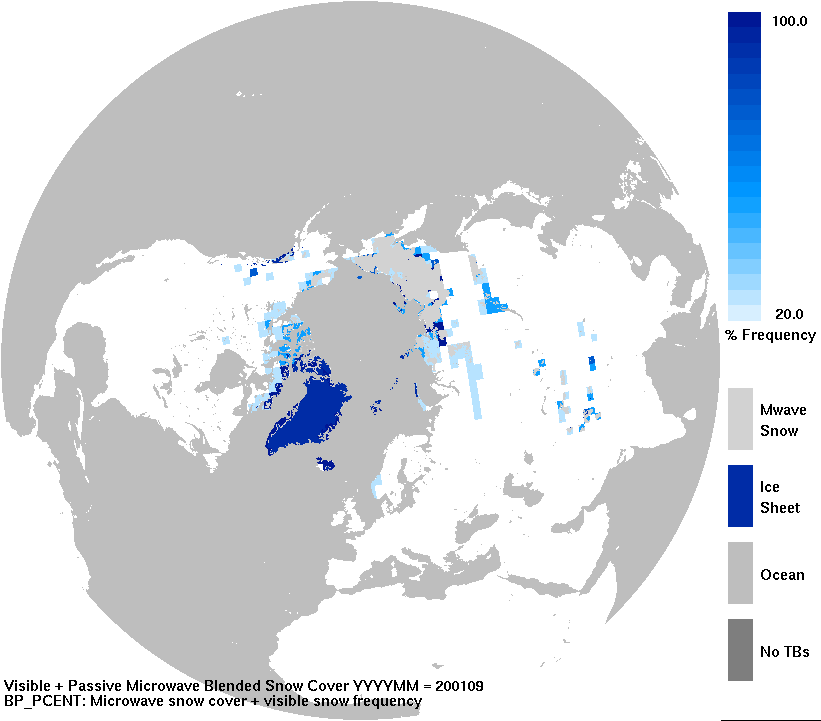 100.0
20.0
% Frequency
Mwave
Snow
Ice
Sheet
Ocean
No TBs
Visible + Passive Microwave Blended Snow Cover YYYYMM = 200109
BP_PCENT: Microwave snow cover + visible snow frequency